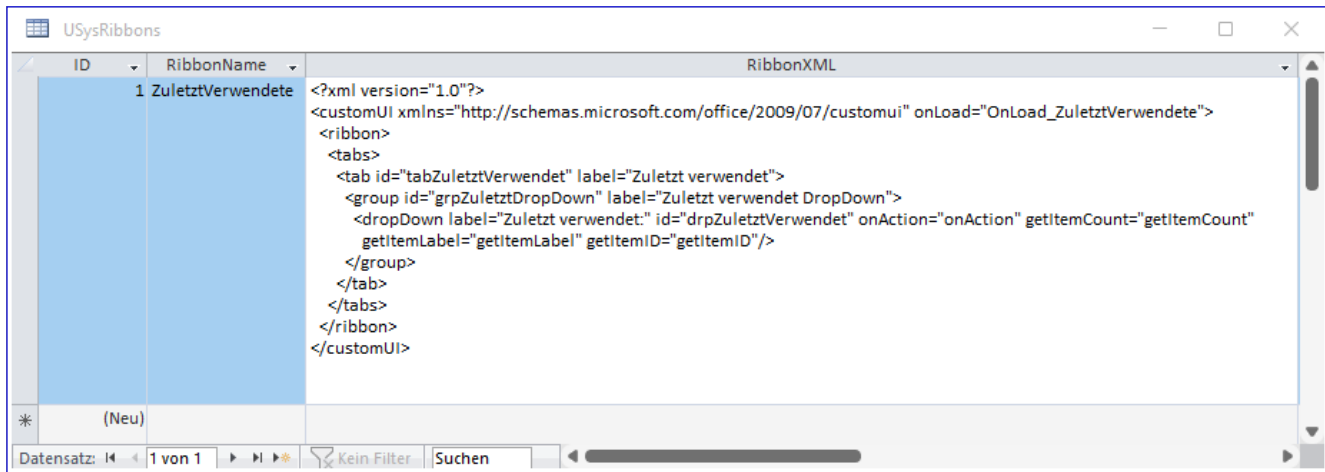 USysRibbons
ID RibbonName RibbonXML
1 ZuletztVerwendete <?xml version="1.0"?>
<customUI xmlns="http://schemas.microsoft.com/office/2009/07/customui" onLoad="OnLoad_ZuletztVerwendete">
<ribbon>
<tabs>
<tab id="tabZuletztVerwendet" label="Zuletzt verwendet">
<group id="grpZuletztDropDown" label="Zuletzt verwendet DropDown">
<dropDown label="Zuletzt verwendet:" id="drpZuletztVerwendet" onAction="onAction" getItemCount="getItemCount"
getItemLabel="getItemLabel" getItemID="getItemID"/>
</group>
</tab>
</tabs>
</ribbon>
</customUI>
(Neu)
Datensatz: 1 von 1 Kein Filter Suchen